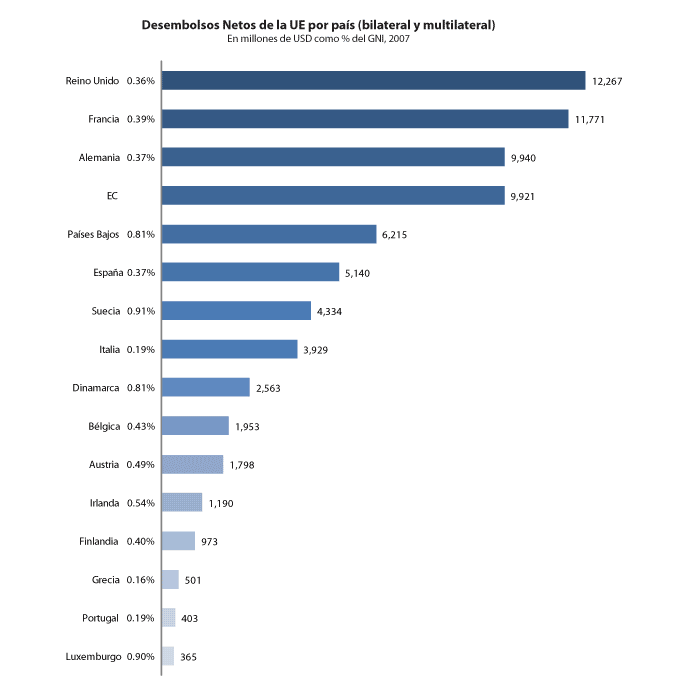 Desembolsos Netos de la UE por país (bilateral y multilateral)
En millones de USD como % del GNI, 2007
Reino Unido 0.36% 12,267
Francia 0.39% 11,771
Alemania 0.37% 9,940
EC 9,921
Países Bajos 0.81% 6,215
España 0.37% 5,140
Suecia 0.91% 4,334
Italia 0.19% 3,929
Dinamarca 0.81% 2,563
Bélgica 0.43% 1,953
Austria 0.49% 1,798
Irlanda 0.54% 1,190
Finlandia 0.40% 973
Grecia 0.16% 501
Portugal 0.19% 403
Luxemburgo 0.90% 365